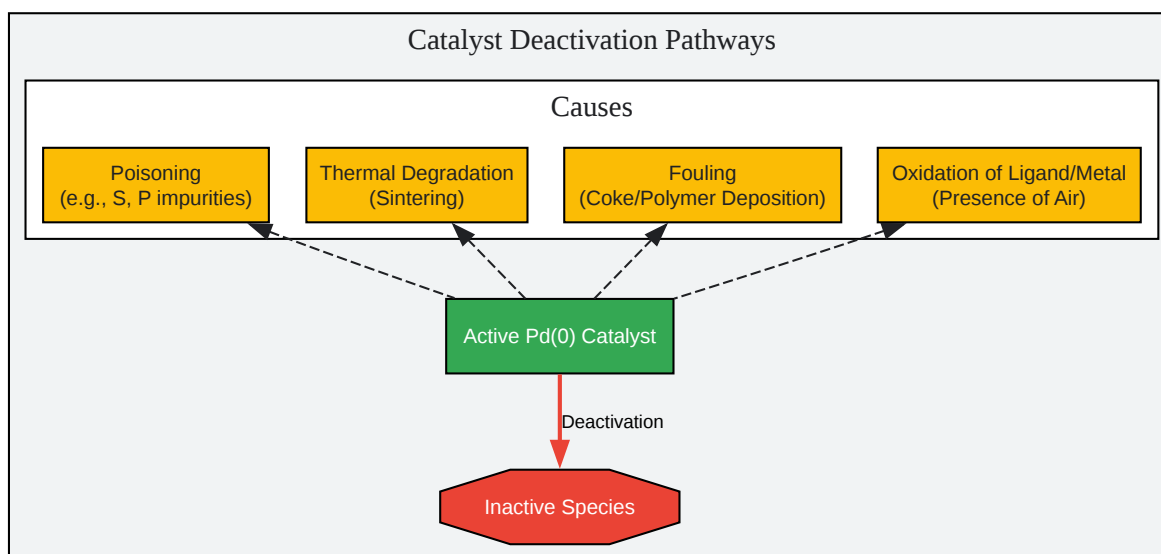 Catalyst Deactivation Pathways
Causes
Poisoning
(e.g., S, P impurities)
Thermal Degradation
(Sintering)
Fouling
(Coke/Polymer Deposition)
Oxidation of Ligand/Metal
(Presence of Air)
Active Pd(0) Catalyst
Deactivation
Inactive Species